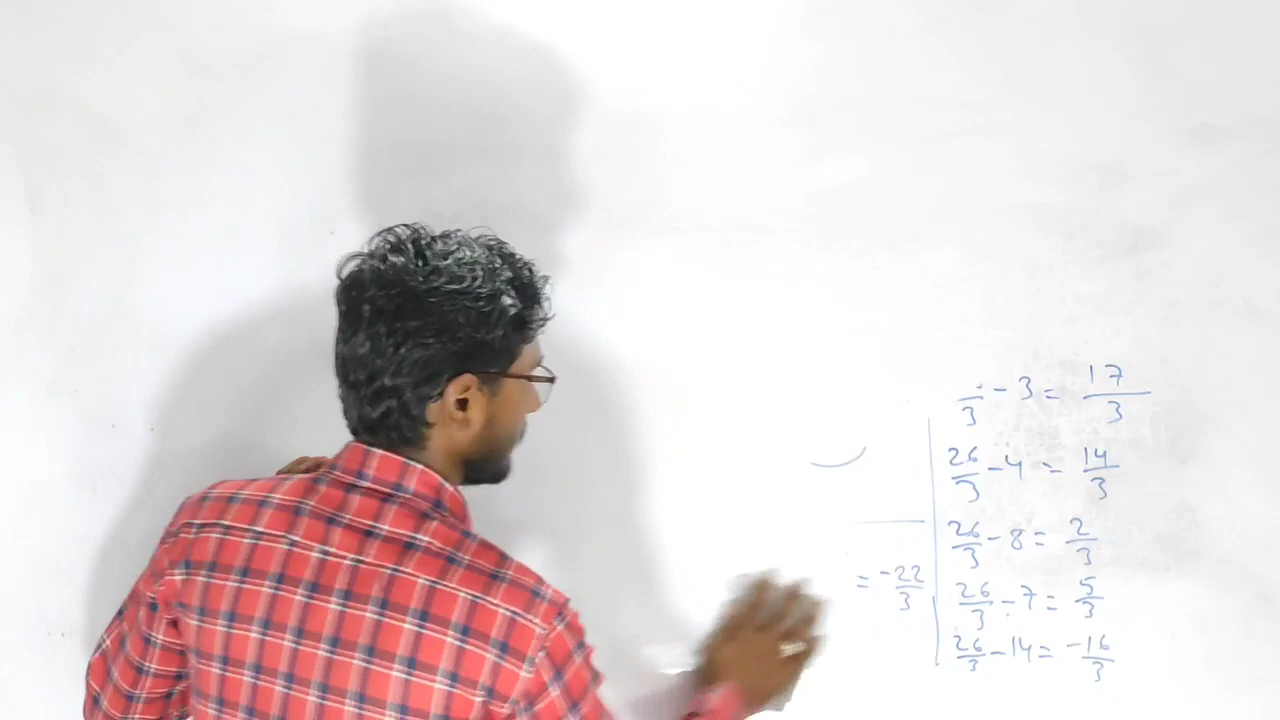 /3 - 3 = 17/3
26/3 - 4 = 14/3
26/3 - 8 = 2/3
= -22/3
26/3 - 7 = 5/3
26/3 - 14 = -16/3